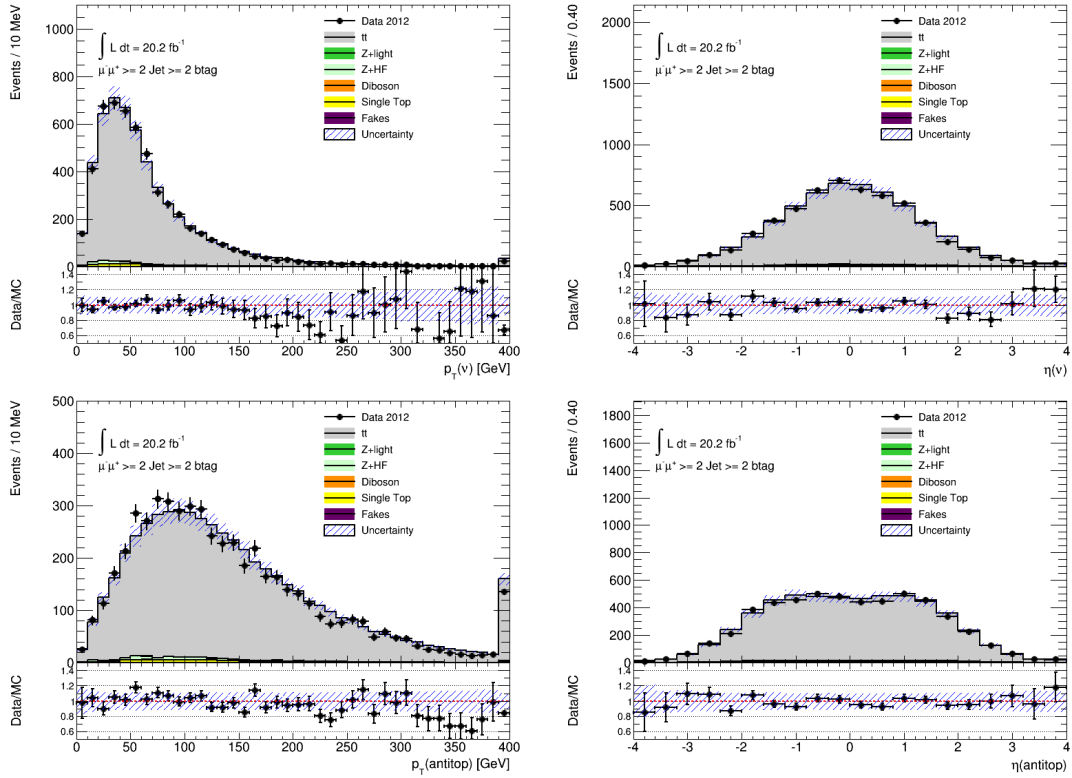 Events / 10 MeV
1000
800
600
400
200
0
∫ L dt = 20.2 fb⁻¹
μ⁻μ⁺ >= 2 Jet >= 2 btag
Data 2012
tt
Z+light
Z+HF
Diboson
Single Top
Fakes
Uncertainty
Data/MC
1.4
1.2
1
0.8
0.6
0 50 100 150 200 250 300 350 400
p_T(ν) [GeV]
Events / 0.40
2000
1500
1000
500
0
∫ L dt = 20.2 fb⁻¹
μ⁻μ⁺ >= 2 Jet >= 2 btag
Data 2012
tt
Z+light
Z+HF
Diboson
Single Top
Fakes
Uncertainty
Data/MC
1.4
1.2
1
0.8
0.6
-4 -3 -2 -1 0 1 2 3 4
η(ν)
Events / 10 MeV
500
400
300
200
100
0
∫ L dt = 20.2 fb⁻¹
μ⁻μ⁺ >= 2 Jet >= 2 btag
Data 2012
tt
Z+light
Z+HF
Diboson
Single Top
Fakes
Uncertainty
Data/MC
1.4
1.2
1
0.8
0.6
0 50 100 150 200 250 300 350 400
p_T(antitop) [GeV]
Events / 0.40
1800
1600
1400
1200
1000
800
600
400
200
0
∫ L dt = 20.2 fb⁻¹
μ⁻μ⁺ >= 2 Jet >= 2 btag
Data 2012
tt
Z+light
Z+HF
Diboson
Single Top
Fakes
Uncertainty
Data/MC
1.4
1.2
1
0.8
0.6
-4 -3 -2 -1 0 1 2 3 4
η(antitop)